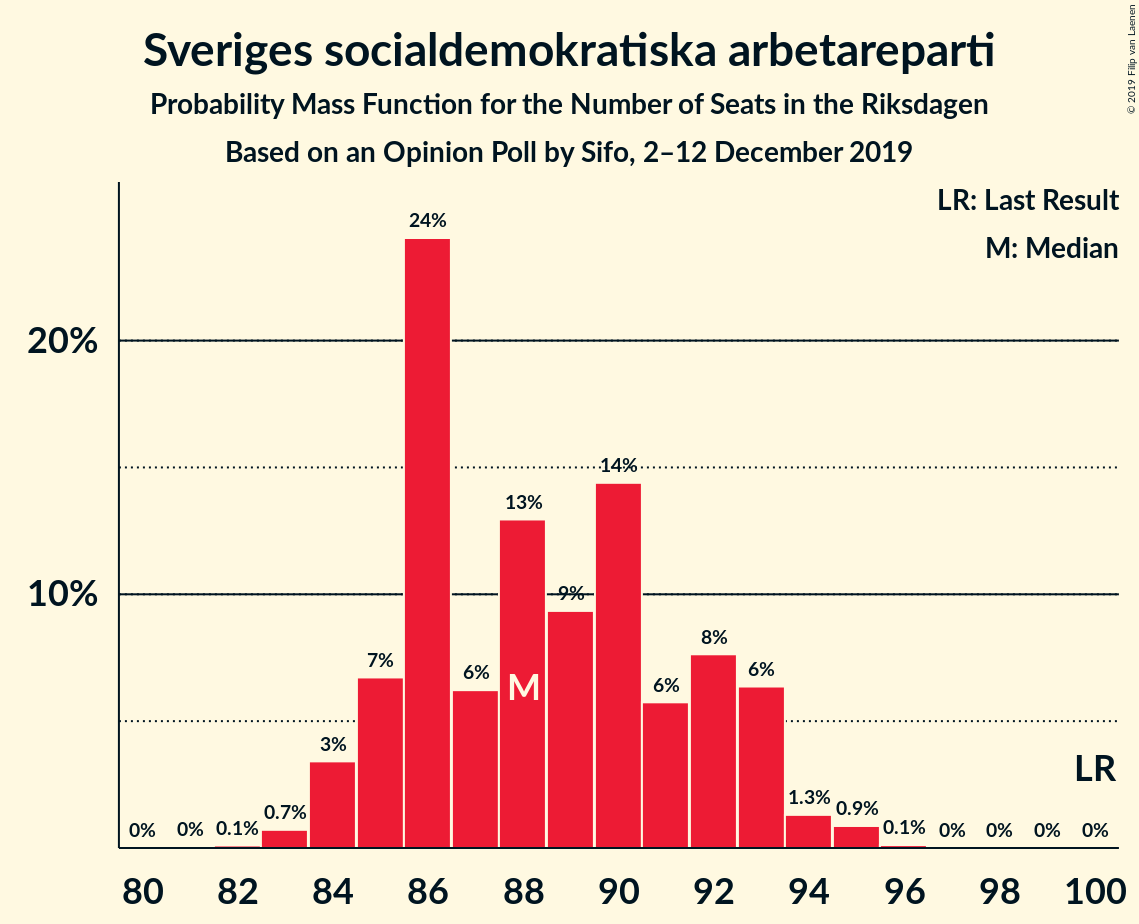 © 2019 Filip van Laenen
Sveriges socialdemokratiska arbetareparti
Probability Mass Function for the Number of Seats in the Riksdagen
Based on an Opinion Poll by Sifo, 2–12 December 2019
LR: Last Result
M: Median
24%
20%
14%
13%
10%
9%
8%
7%
6%
6%
6%
M
3%
LR
1.3%
0.9%
0.7%
0% 0% 0.1% 0.1% 0% 0% 0% 0%
80 82 84 86 88 90 92 94 96 98 100